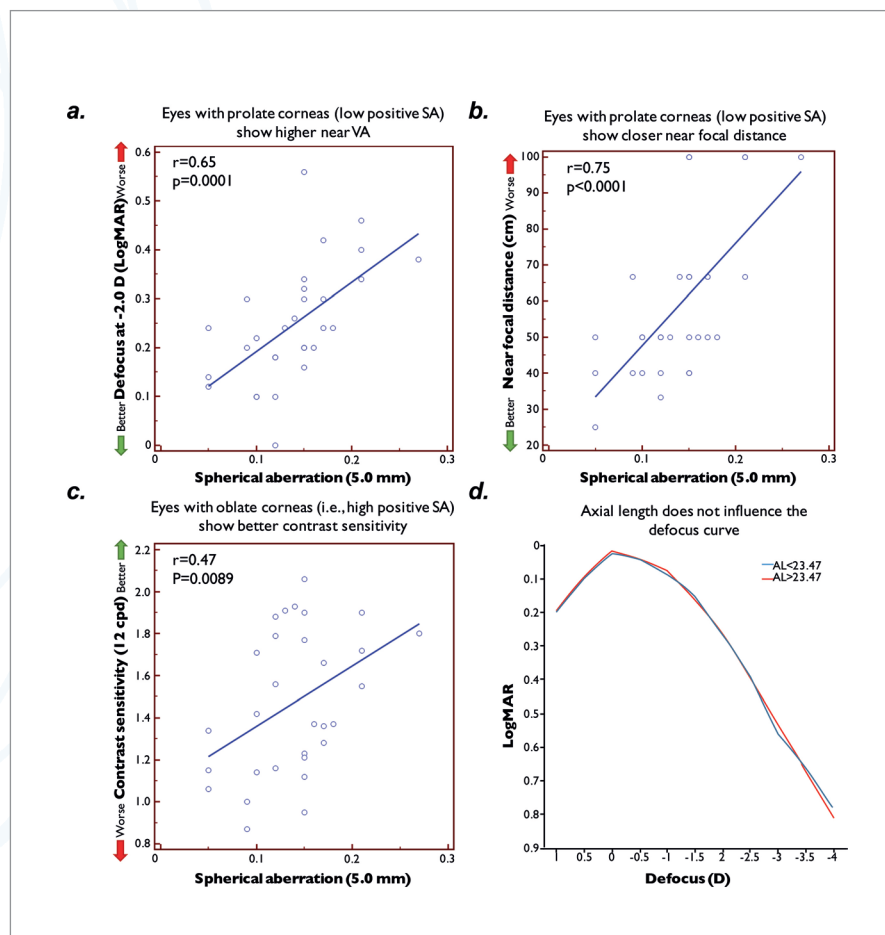 a.
Eyes with prolate corneas (low positive SA)
show higher near VA
Worse
Defocus at -2.0 D (LogMAR)
Better
r=0.65
p=0.0001
0.6
0.5
0.4
0.3
0.2
0.1
0
0
0.1
0.2
0.3
Spherical aberration (5.0 mm)
b.
Eyes with prolate corneas (low positive SA)
show closer near focal distance
Worse
Near focal distance (cm)
Better
r=0.75
p<0.0001
100
90
80
70
60
50
40
30
20
0
0.1
0.2
0.3
Spherical aberration (5.0 mm)
c.
Eyes with oblate corneas (i.e., high positive SA)
show better contrast sensitivity
Better
Contrast sensitivity (12 cpd)
Worse
r=0.47
P=0.0089
2.2
2.0
1.8
1.6
1.4
1.2
1.0
0.8
0
0.1
0.2
0.3
Spherical aberration (5.0 mm)
d.
Axial length does not influence the
defocus curve
AL<23.47
AL>23.47
LogMAR
0
0.1
0.2
0.3
0.4
0.5
0.6
0.7
0.8
0.9
1
0.5
0
-0.5
-1
-1.5
2
-2.5
-3
-3.5
-4
Defocus (D)